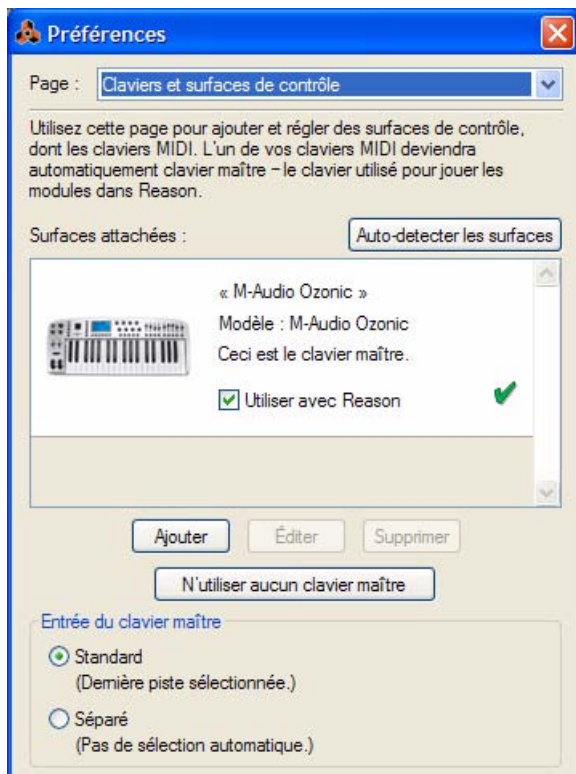 Préférences
Page : Claviers et surfaces de contrôle
Utilisez cette page pour ajouter et régler des surfaces de contrôle,
dont les claviers MIDI. L'un de vos claviers MIDI deviendra
automatiquement clavier maître – le clavier utilisé pour jouer les
modules dans Reason.
Surfaces attachées : Auto-detecter les surfaces
« M-Audio Ozonic »
Modèle : M-Audio Ozonic
Ceci est le clavier maître.
Utiliser avec Reason
Ajouter Éditer Supprimer
N'utiliser aucun clavier maître
Entrée du clavier maître
Standard
(Dernière piste sélectionnée.)
Séparé
(Pas de sélection automatique.)